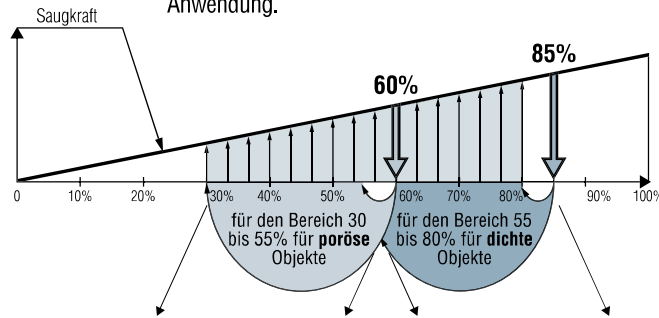 Anwendung.
Saugkraft
85%
60%
0 10% 20% 30% 40% 50% 60% 70% 80% 90% 100%
für den Bereich 30
bis 55% für poröse
Objekte
für den Bereich 55
bis 80% für dichte
Objekte